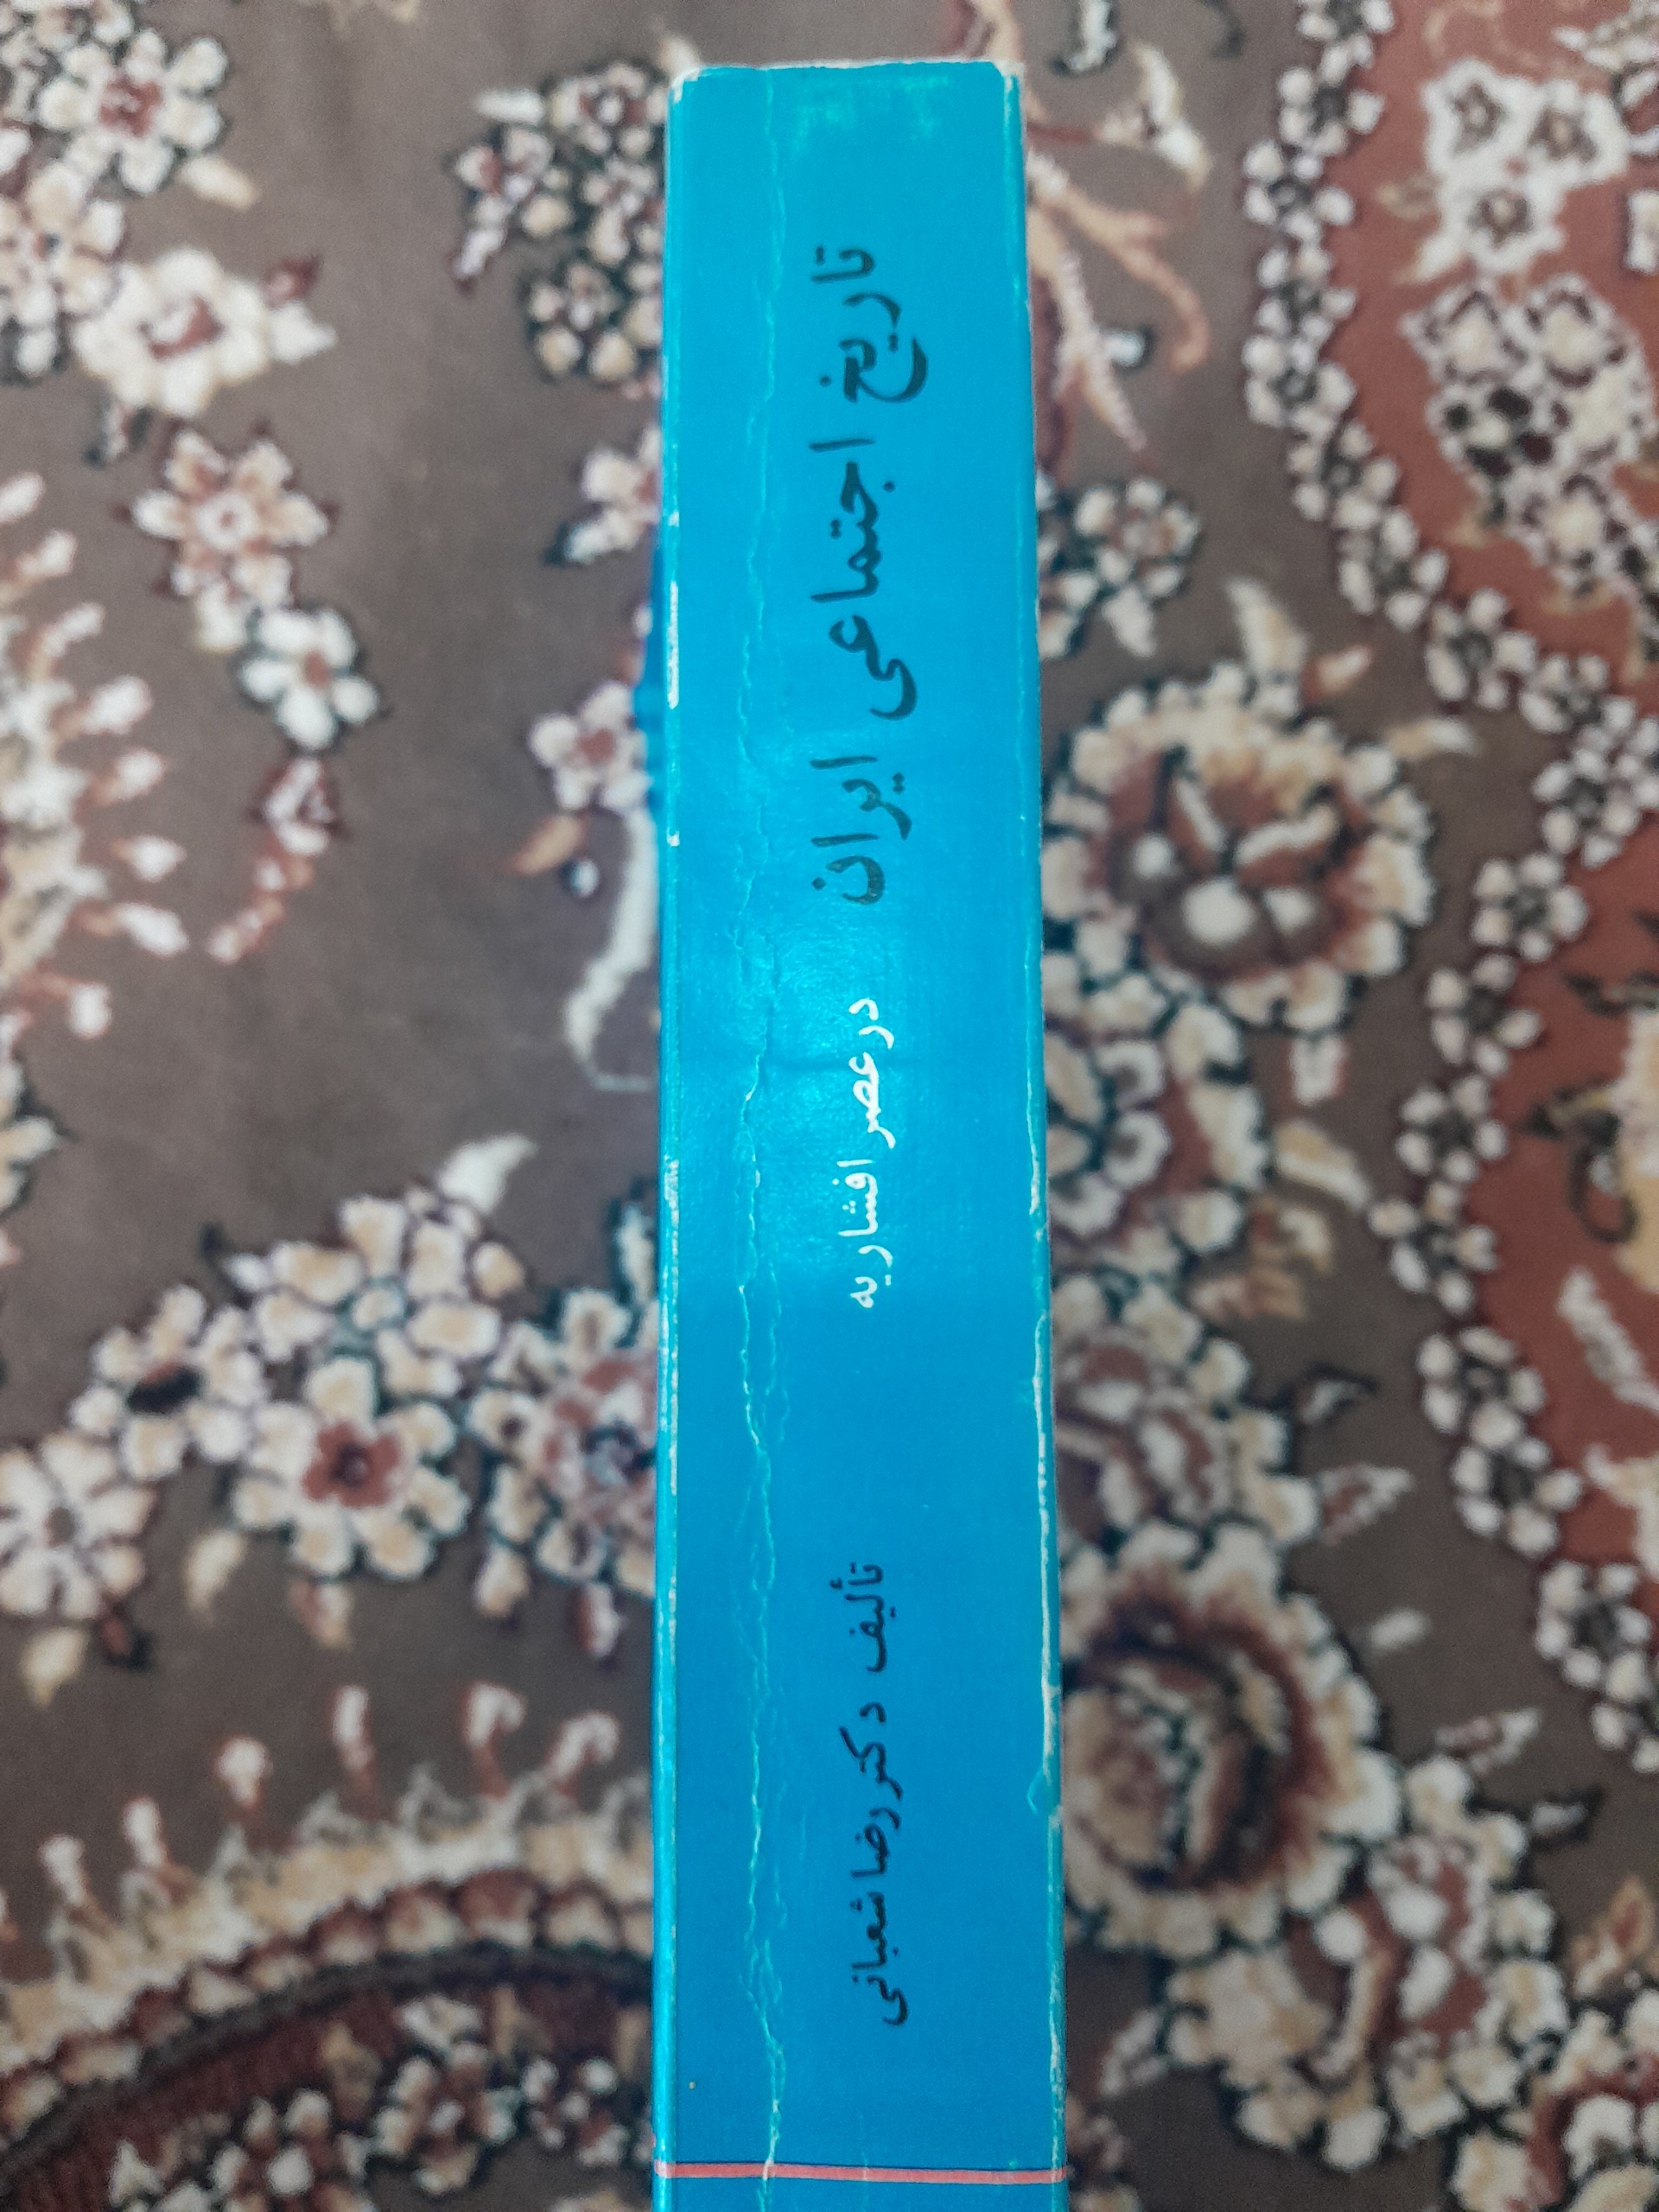 تاریخ اجتماعی ایران
در عصر افشاریه
تألیف دکتر رضا شعبانی